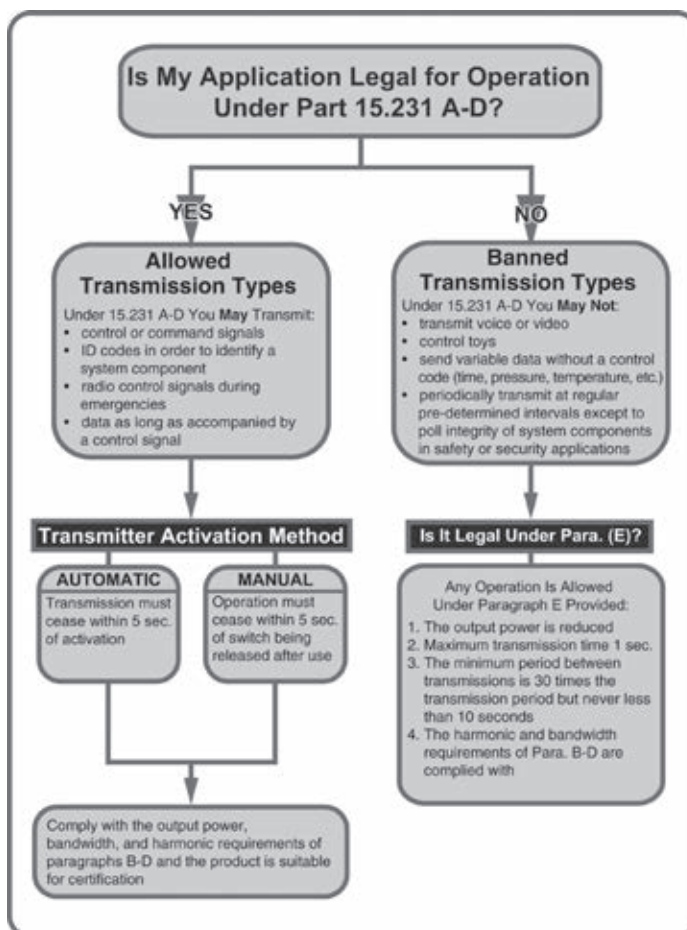 Is My Application Legal for Operation
Under Part 15.231 A-D?
YES
Allowed
Transmission Types
Under 15.231 A-D You May Transmit:
• control or command signals
• ID codes in order to identify a
system component
• radio control signals during
emergencies
• data as long as accompanied by
a control signal
Transmitter Activation Method
AUTOMATIC
Transmission must
cease within 5 sec.
of activation
MANUAL
Operation must
cease within 5 sec.
of switch being
released after use
Comply with the output power,
bandwidth, and harmonic requirements of
paragraphs B-D and the product is suitable
for certification
NO
Banned
Transmission Types
Under 15.231 A-D You May Not:
• transmit voice or video
• control toys
• send variable data without a control
code (time, pressure, temperature, etc.)
• periodically transmit at regular
pre-determined intervals except to
poll integrity of system components
in safety or security applications
Is It Legal Under Para. (E)?
Any Operation Is Allowed
Under Paragraph E Provided:
1. The output power is reduced
2. Maximum transmission time 1 sec.
3. The minimum period between
transmissions is 30 times the
transmission period but never less
than 10 seconds
4. The harmonic and bandwidth
requirements of Para. B-D are
complied with